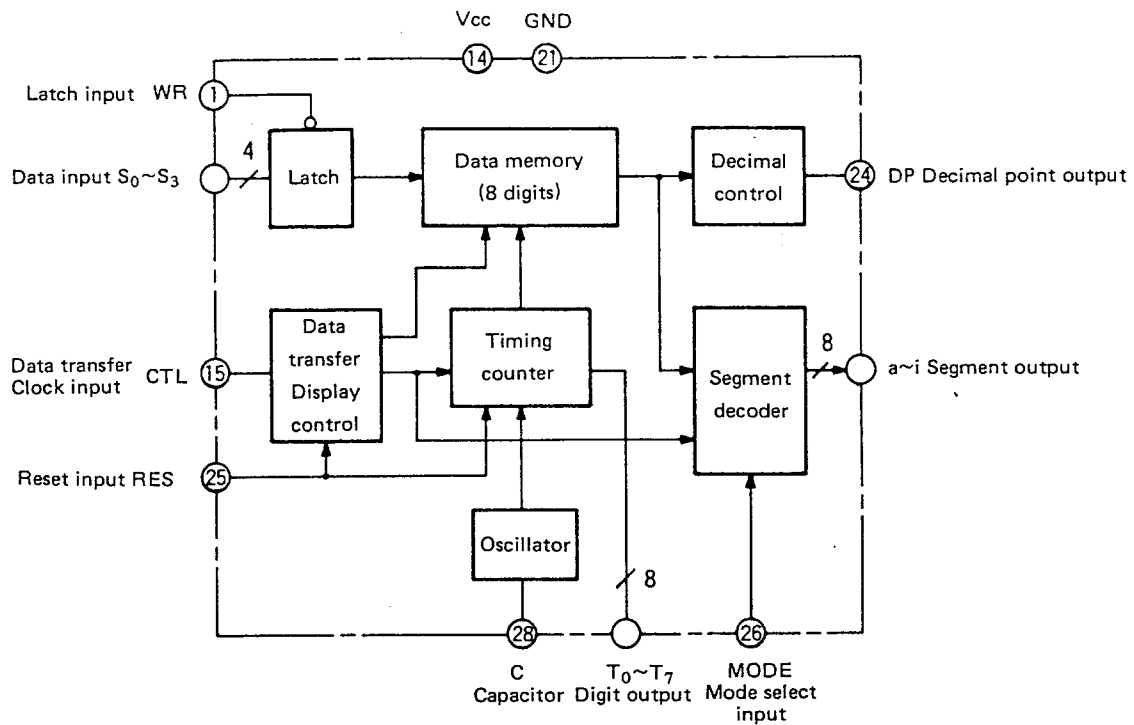 Vcc GND
14 21
Latch input WR 1
4
Data input S₀~S₃
Latch
Data memory
(8 digits)
Decimal
control
24 DP Decimal point output
Data transfer
Clock input
CTL 15
Data
transfer
Display
control
Timing
counter
Segment
decoder
8
a~i Segment output
Reset input RES 25
Oscillator
8
28
26
C
Capacitor
T₀~T₇
Digit output
MODE
Mode select
input